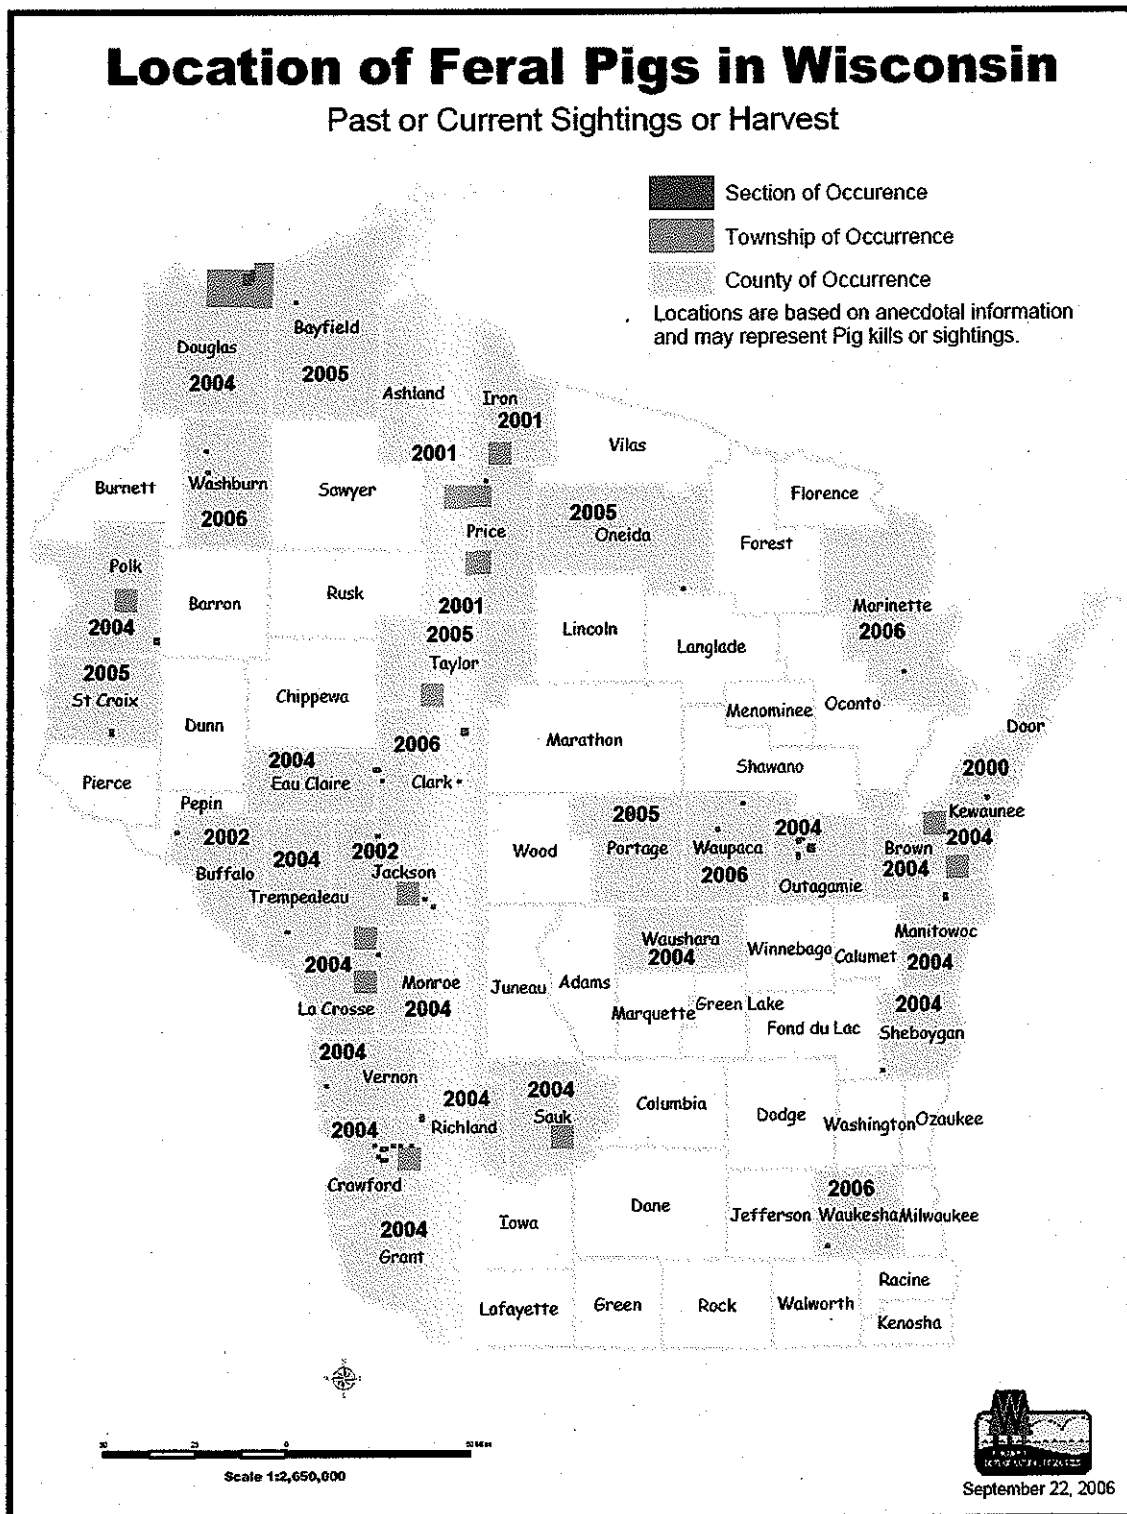 Location of Feral Pigs in Wisconsin
Past or Current Sightings or Harvest
Section of Occurence
Township of Occurrence
County of Occurrence
Locations are based on anecdotal information
and may represent Pig kills or sightings.
Bayfield
Douglas
2005
2004
Ashland
Iron
2001
2001
Vilas
Burnett
Washburn
Sawyer
Florence
2006
2005
Oneida
Price
Forest
Polk
Rusk
Barron
2001
Marinette
2004
2005
Lincoln
2006
Langlade
Taylor
2005
St Croix
Chippewa
Menominee
Oconto
Dunn
Marathon
Door
2006
2004
Shawano
2000
Pierce
Eau Claire
Clark
Pepin
Kewaunee
2005
2004
2002
2004
2002
Wood
Portage
Waupaca
Brown
2004
Buffalo
Jackson
2006
Outagamie
Trempealeau
Manitowoc
Waushara
Winnebago
Calumet
2004
2004
2004
Monroe
Juneau
Adams
La Crosse
2004
Marquette
Green Lake
2004
Fond du Lac
Sheboygan
2004
Vernon
2004
2004
Columbia
Sauk
Dodge
Washington
Ozaukee
2004
Richland
Crawford
2006
Dane
Jefferson
Waukesha
Milwaukee
2004
Iowa
Grant
Racine
Lafayette
Green
Rock
Walworth
Kenosha
25
0
Scale 1:2,650,000
September 22, 2006